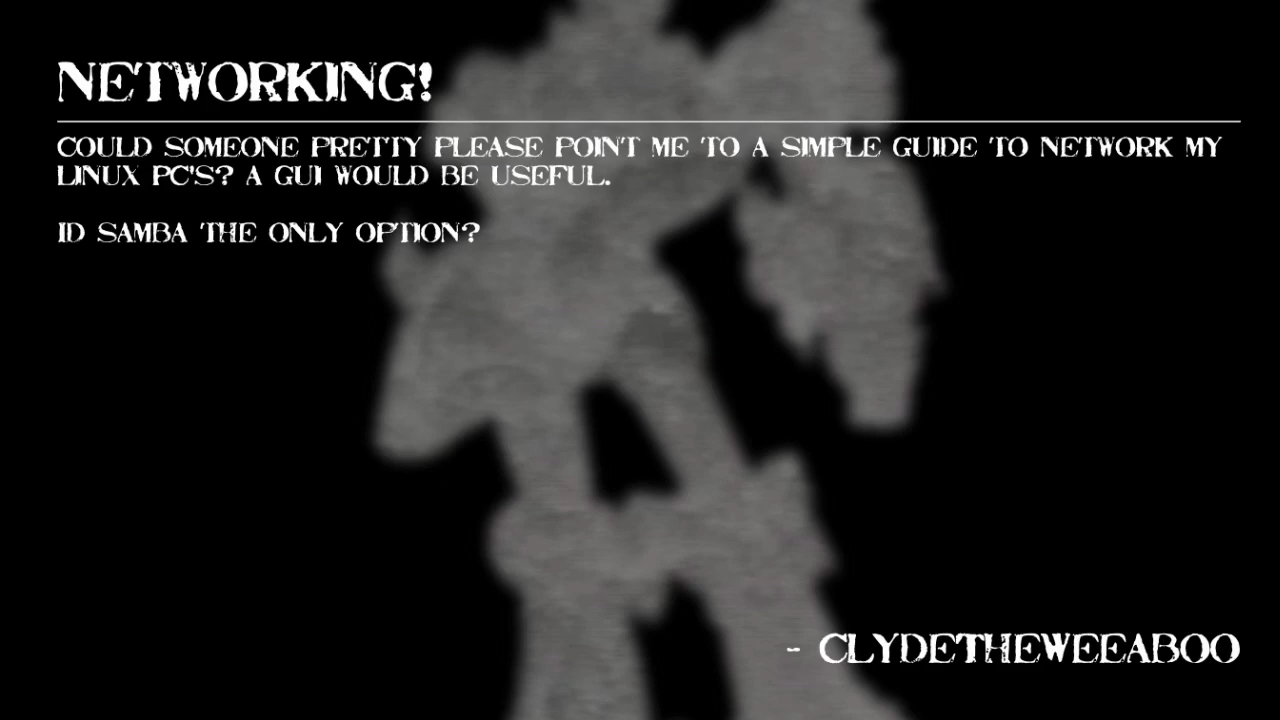 NETWORKING!
COULD SOMEONE PRETTY PLEASE POINT ME TO A SIMPLE GUIDE TO NETWORK MY
LINUX PC'S? A GUI WOULD BE USEFUL.
ID SAMBA THE ONLY OPTION?
- CLYDETHEWEEABOO